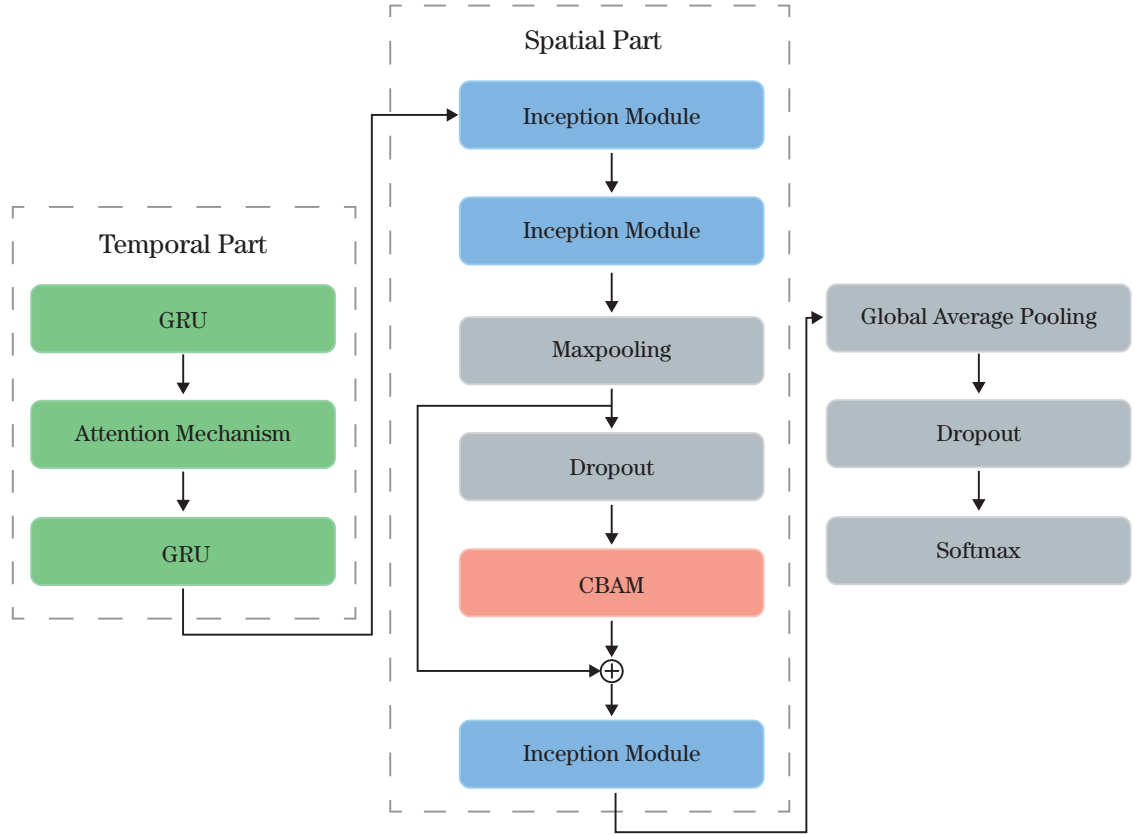 Temporal Part
GRU
Attention Mechanism
GRU
Spatial Part
Inception Module
Inception Module
Maxpooling
Dropout
CBAM
Inception Module
Global Average Pooling
Dropout
Softmax